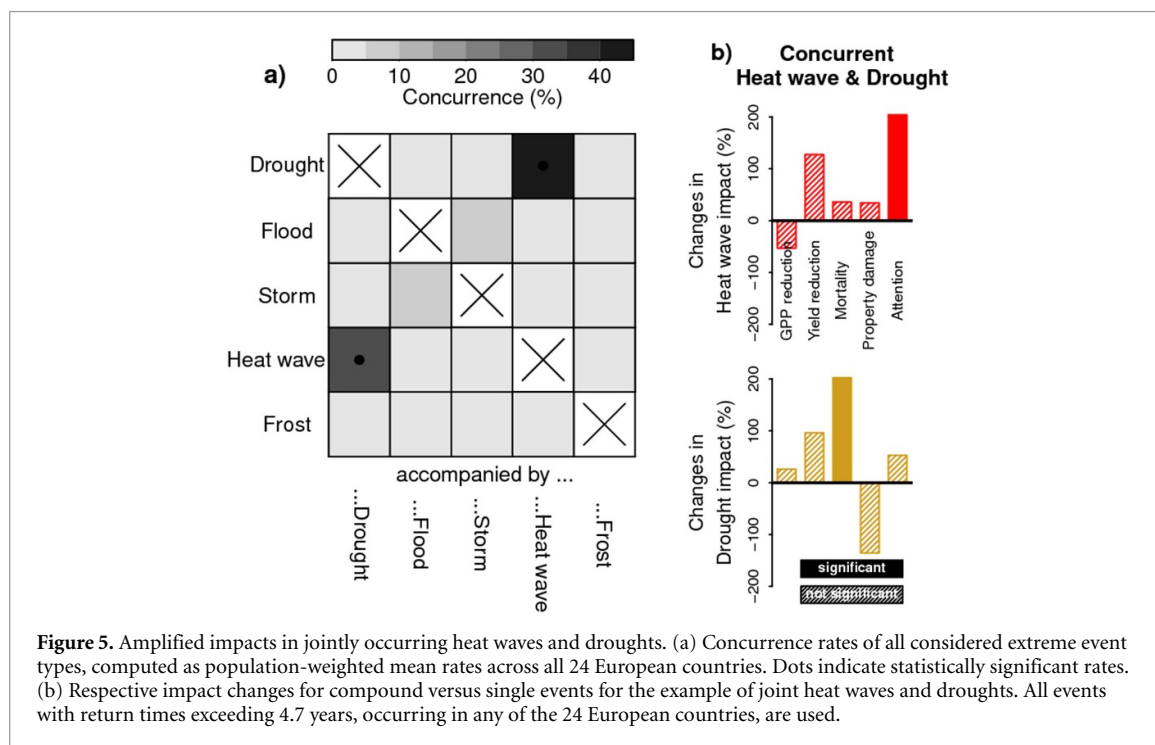 a)
0 10 20 30 40
Concurrence (%)
Drought
Flood
Storm
Heat wave
Frost
accompanied by ...
...Drought
...Flood
...Storm
...Heat wave
...Frost
b)
Concurrent
Heat wave & Drought
Changes in
Heat wave impact (%)
200
100
0
−100
−200
GPP reduction
Yield reduction
Mortality
Property damage
Attention
Changes in
Drought impact (%)
200
100
0
−100
−200
significant
not significant
Figure 5. Amplified impacts in jointly occurring heat waves and droughts. (a) Concurrence rates of all considered extreme event
types, computed as population-weighted mean rates across all 24 European countries. Dots indicate statistically significant rates.
(b) Respective impact changes for compound versus single events for the example of joint heat waves and droughts. All events
with return times exceeding 4.7 years, occurring in any of the 24 European countries, are used.